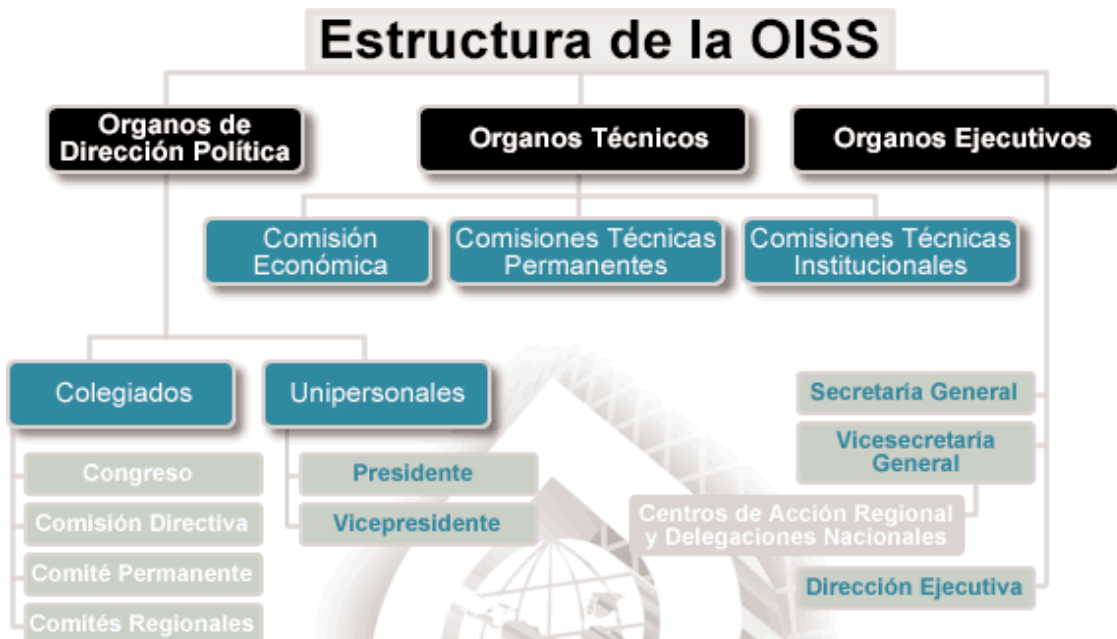 Estructura de la OISS
Organos de
Dirección Política
Organos Técnicos
Organos Ejecutivos
Comisión
Económica
Comisiones Técnicas
Permanentes
Comisiones Técnicas
Institucionales
Colegiados
Congreso
Comisión Directiva
Comité Permanente
Comités Regionales
Unipersonales
Presidente
Vicepresidente
Secretaría General
Vicesecretaría
General
Centros de Acción Regional
y Delegaciones Nacionales
Dirección Ejecutiva